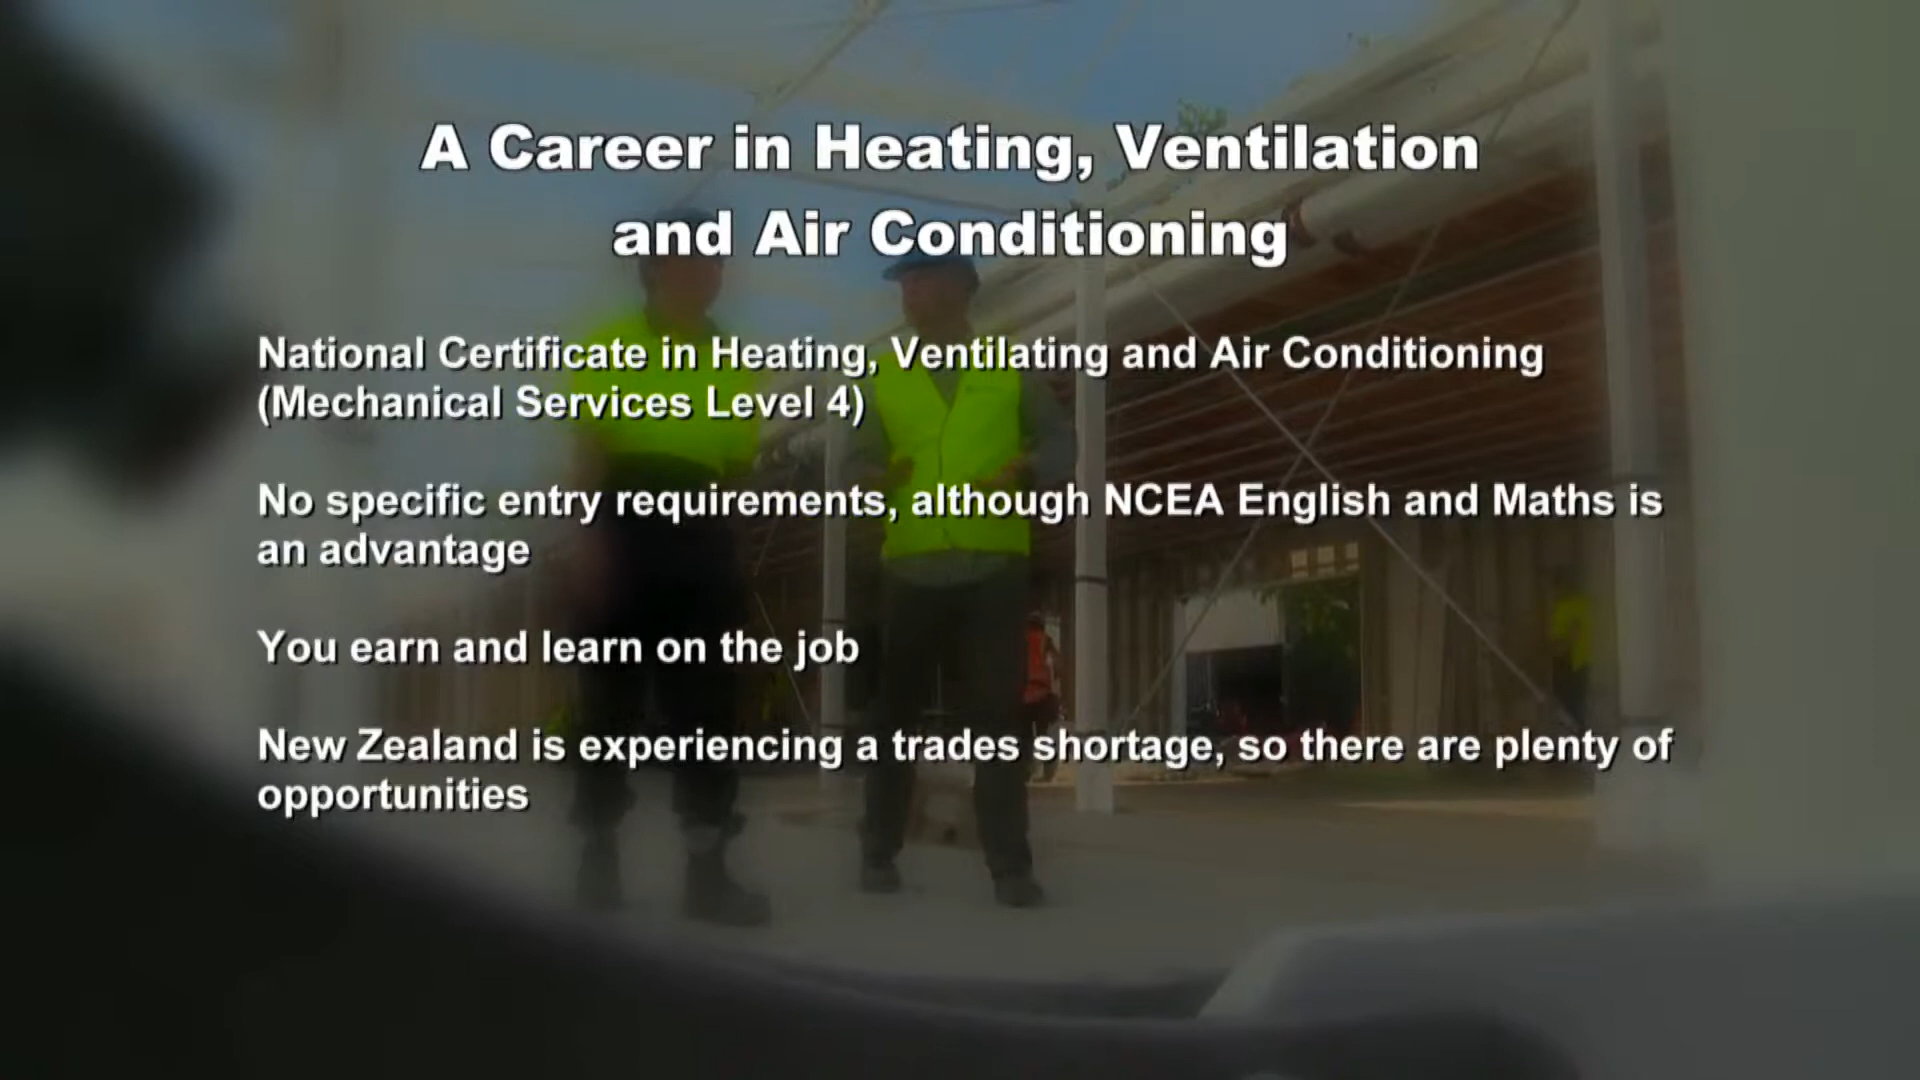 A Career in Heating, Ventilation
and Air Conditioning
National Certificate in Heating, Ventilating and Air Conditioning
(Mechanical Services Level 4)
No specific entry requirements, although NCEA English and Maths is
an advantage
You earn and learn on the job
New Zealand is experiencing a trades shortage, so there are plenty of
opportunities